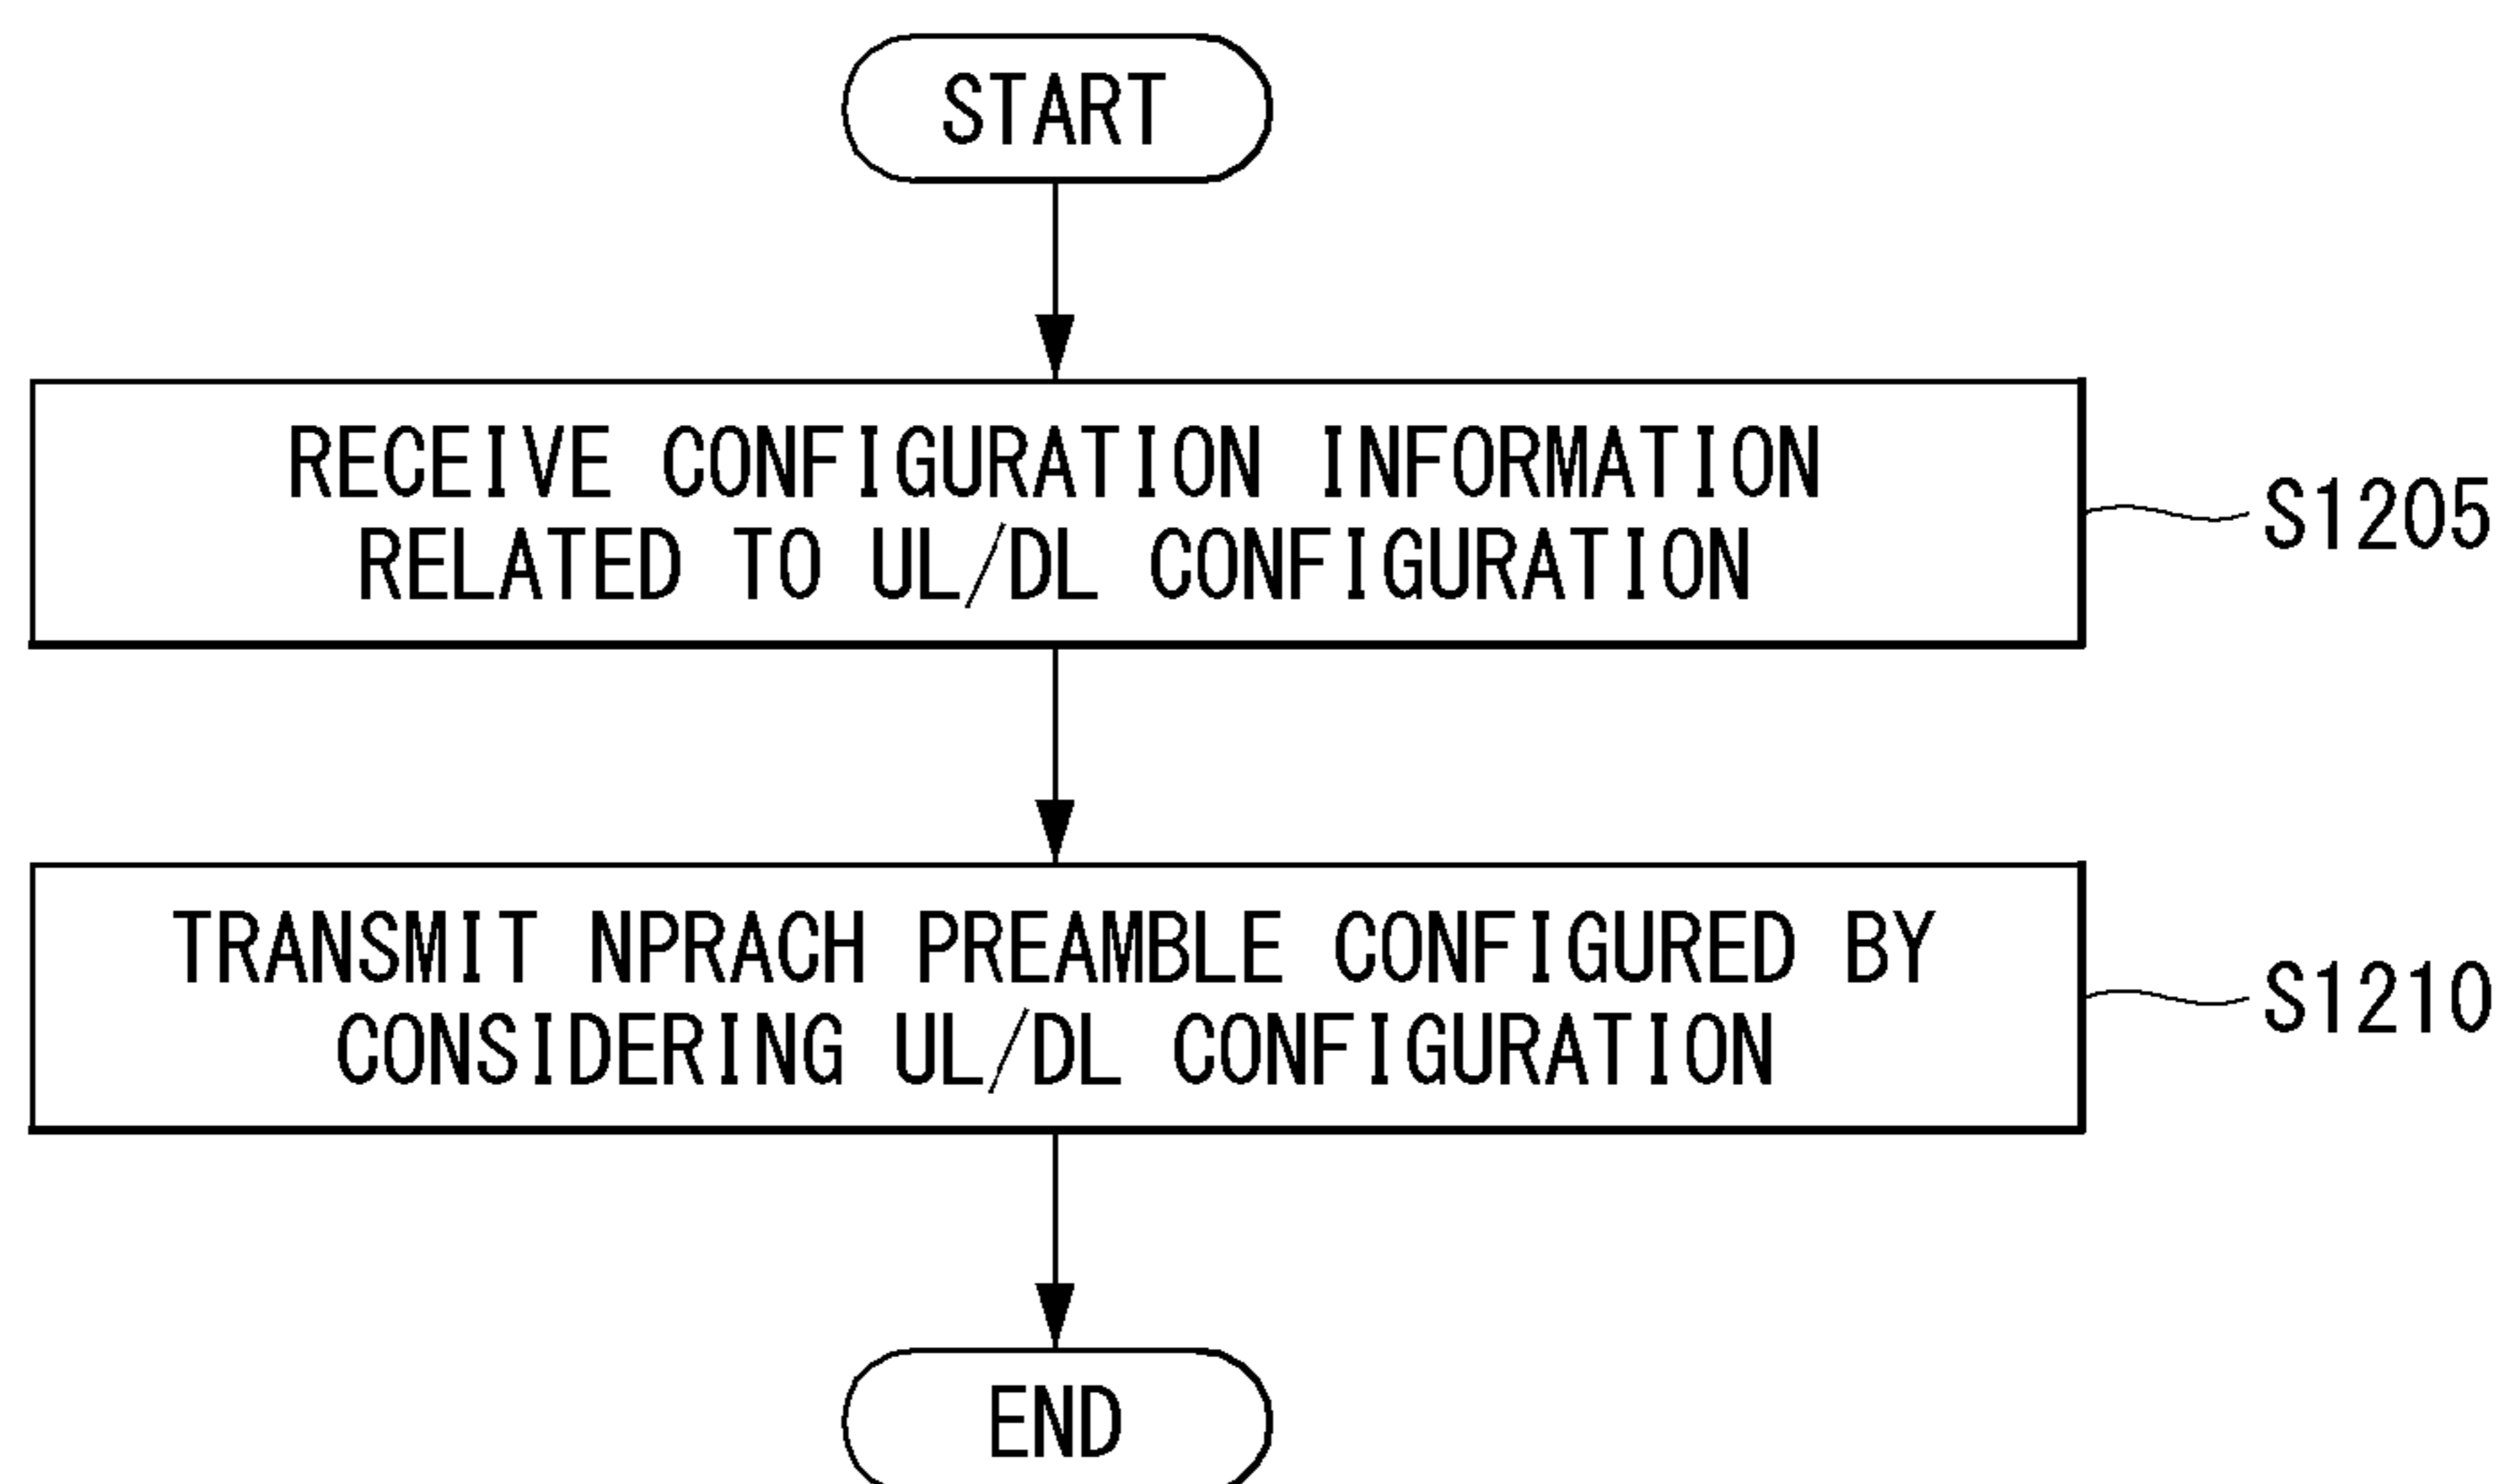 START
RECEIVE CONFIGURATION INFORMATION
RELATED TO UL/DL CONFIGURATION
S1205
TRANSMIT NPRACH PREAMBLE CONFIGURED BY
CONSIDERING UL/DL CONFIGURATION
S1210
END